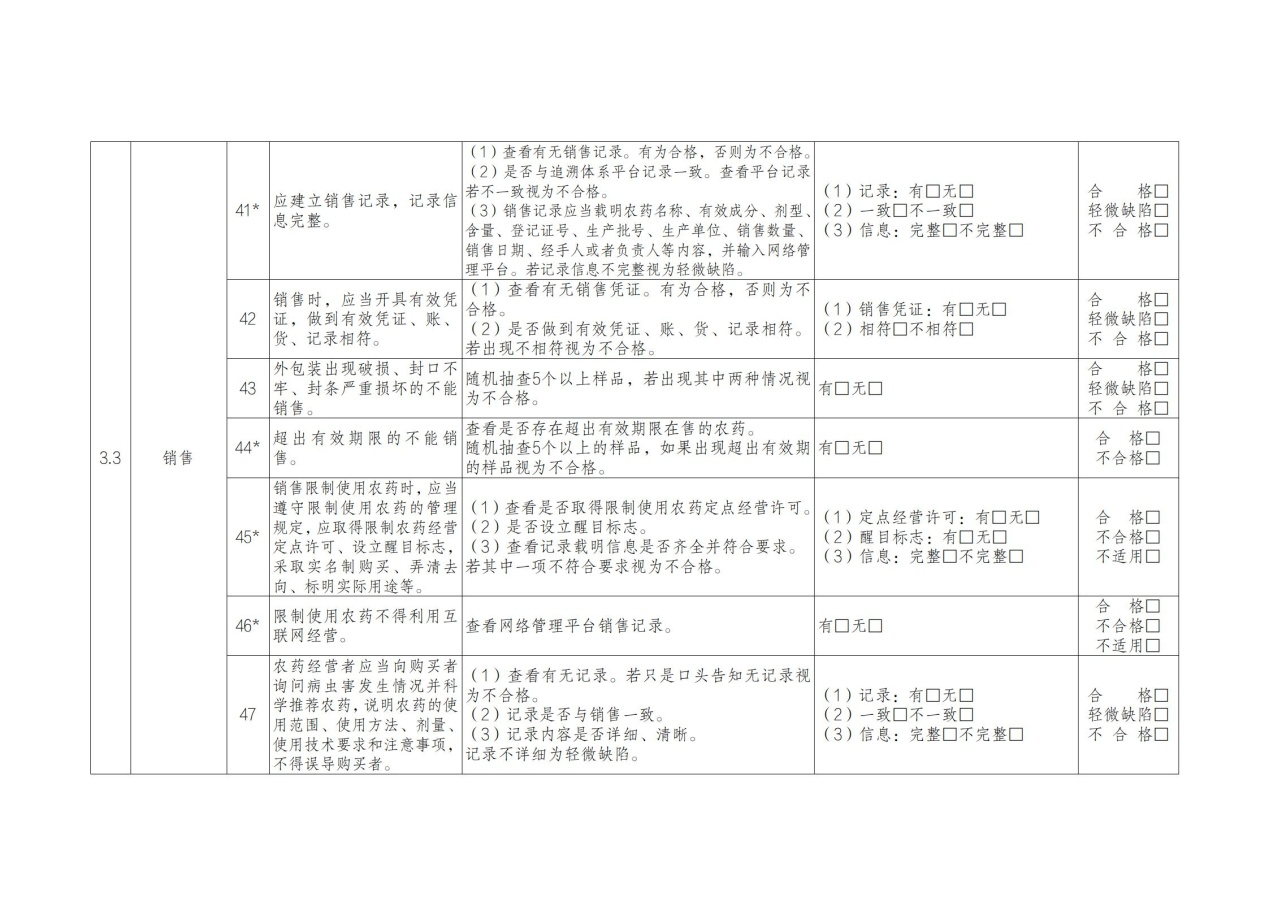 3.3
销售
41*
应建立销售记录，记录信
息完整。
（1）查看有无销售记录。有为合格，否则为不合格。
（2）是否与追溯体系平台记录一致。查看平台记录
若不一致视为不合格。
（3）销售记录应当载明农药名称、有效成分、剂型、
含量、登记证号、生产批号、生产单位、销售数量、
销售日期、经手人或者负责人等内容，并输入网络管
理平台。若记录信息不完整视为轻微缺陷。
（1）记录：有□无□
（2）一致□不一致□
（3）信息：完整□不完整□
合 格□
轻微缺陷□
不 合 格□
42
销售时，应当开具有效凭
证，做到有效凭证、账、
货、记录相符。
（1）查看有无销售凭证。有为合格，否则为不
合格。
（2）是否做到有效凭证、账、货、记录相符。
若出现不相符视为不合格。
（1）销售凭证：有□无□
（2）相符□不相符□
合 格□
轻微缺陷□
不 合 格□
43
外包装出现破损、封口不
牢、封条严重损坏的不能
销售。
随机抽查5个以上样品，若出现其中两种情况视
为不合格。
有□无□
合 格□
轻微缺陷□
不 合 格□
44*
超出有效期限的不能销
售。
查看是否存在超出有效期限在售的农药。
随机抽查5个以上的样品，如果出现超出有效期
的样品视为不合格。
有□无□
合 格□
不合格□
45*
销售限制使用农药时，应当
遵守限制使用农药的管理
规定，应取得限制农药经营
定点许可、设立醒目标志，
采取实名制购买、弄清去
向、标明实际用途等。
（1）查看是否取得限制使用农药定点经营许可。
（2）是否设立醒目标志。
（3）查看记录载明信息是否齐全并符合要求。
若其中一项不符合要求视为不合格。
（1）定点经营许可：有□无□
（2）醒目标志：有□无□
（3）信息：完整□不完整□
合 格□
不合格□
不适用□
46*
限制使用农药不得利用互
联网经营。
查看网络管理平台销售记录。
有□无□
合 格□
不合格□
不适用□
47
农药经营者应当向购买者
询问病虫害发生情况并科
学推荐农药，说明农药的使
用范围、使用方法、剂量、
使用技术要求和注意事项，
不得误导购买者。
（1）查看有无记录。若只是口头告知无记录视
为不合格。
（2）记录是否与销售一致。
（3）记录内容是否详细、清晰。
记录不详细为轻微缺陷。
（1）记录：有□无□
（2）一致□不一致□
（3）信息：完整□不完整□
合 格□
轻微缺陷□
不 合 格□